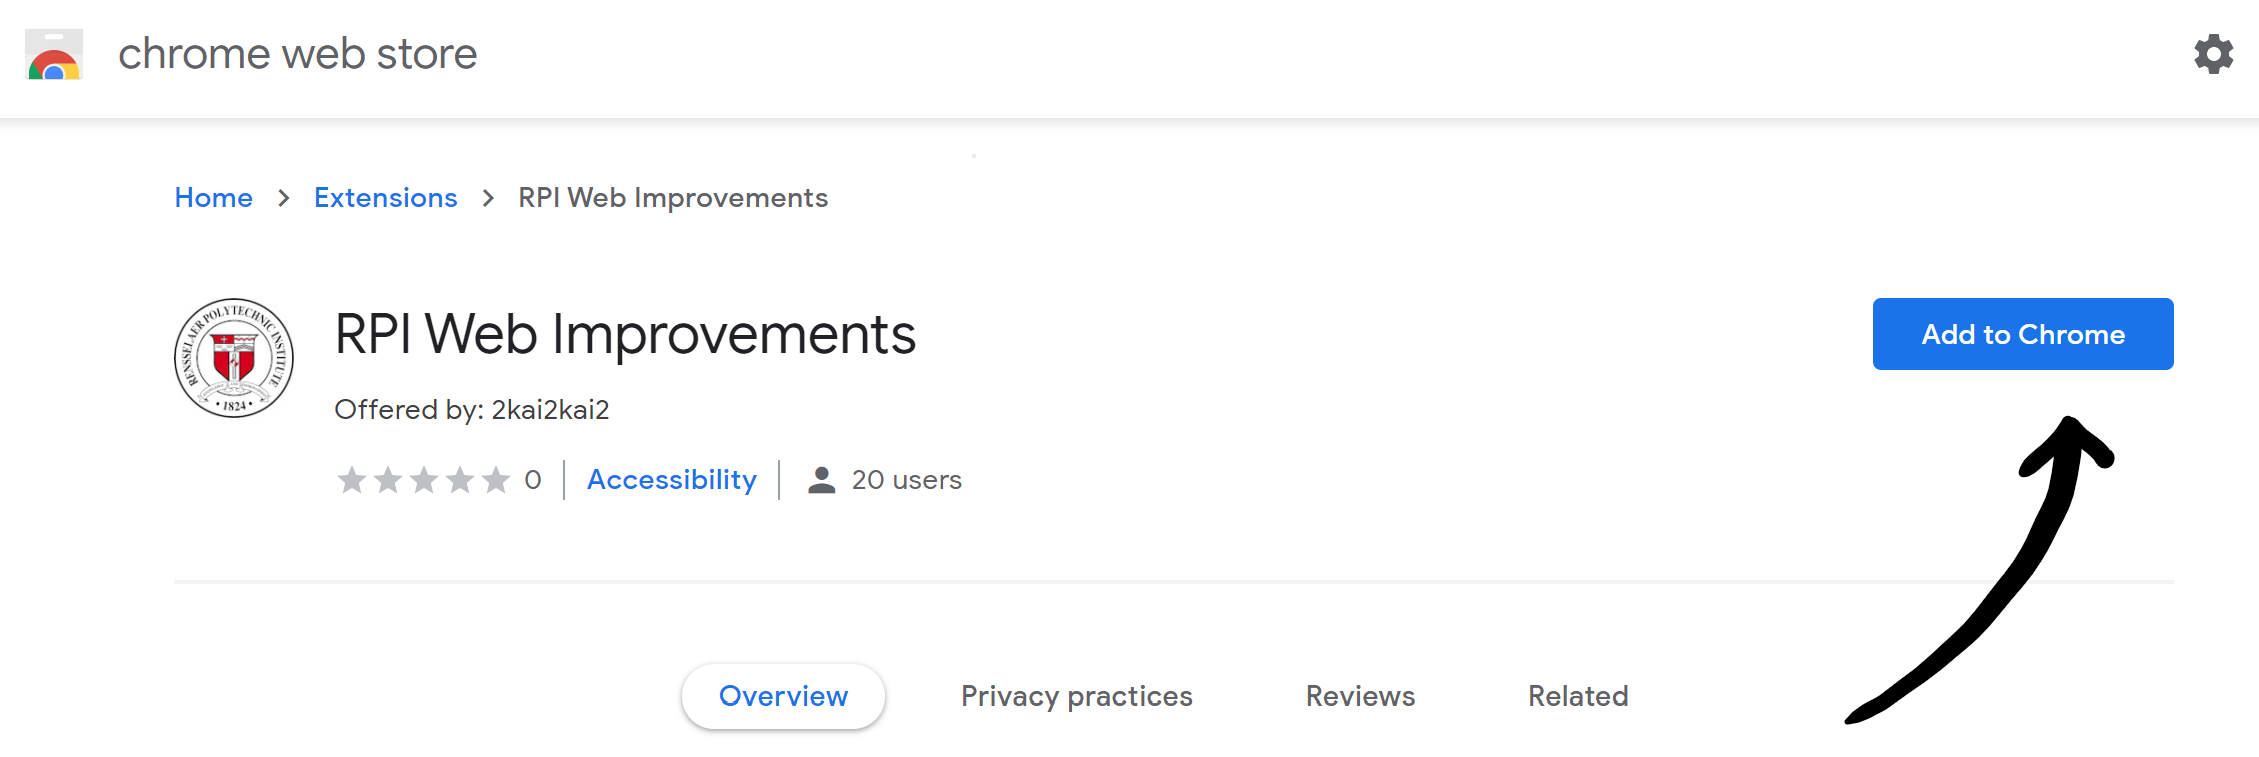 chrome web store
Home > Extensions > RPI Web Improvements
RENSSELAER POLYTECHNIC INSTITUTE
• 1824 •
RPI Web Improvements
Add to Chrome
Offered by: 2kai2kai2
0 | Accessibility | 20 users
Overview
Privacy practices
Reviews
Related